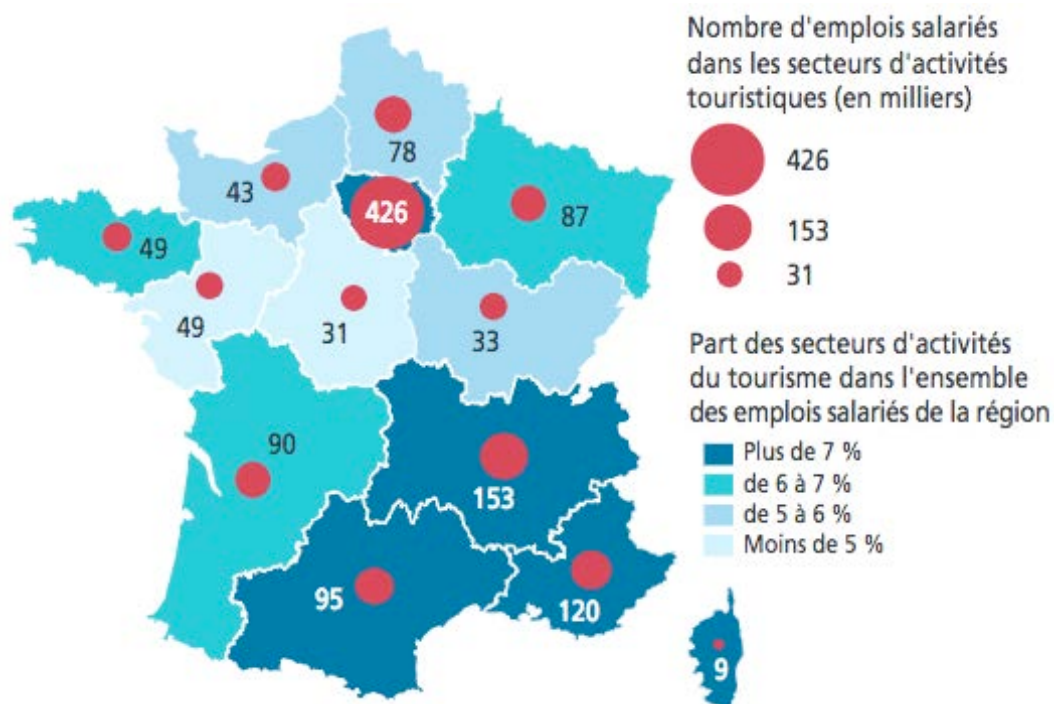 Nombre d'emplois salariés
dans les secteurs d'activités
touristiques (en milliers)
426
153
31
Part des secteurs d'activités
du tourisme dans l'ensemble
des emplois salariés de la région
Plus de 7 %
de 6 à 7 %
de 5 à 6 %
Moins de 5 %
78
43
426
87
49
49
31
33
90
153
95
120
9